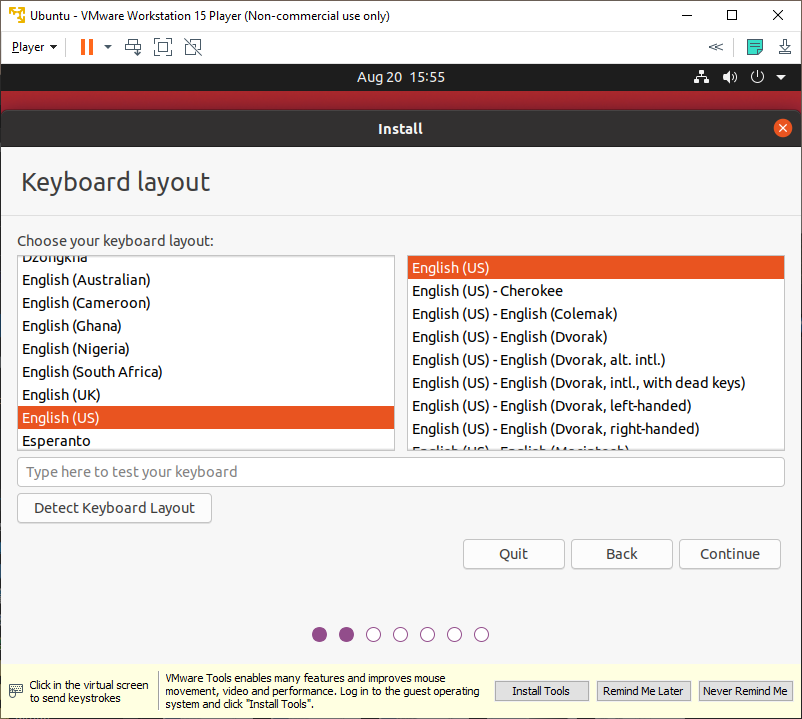 Ubuntu - VMware Workstation 15 Player (Non-commercial use only)
Player
Aug 20 15:55
Install
Keyboard layout
Choose your keyboard layout:
Dzongkha
English (Australian)
English (Cameroon)
English (Ghana)
English (Nigeria)
English (South Africa)
English (UK)
English (US)
Esperanto
English (US)
English (US) - Cherokee
English (US) - English (Colemak)
English (US) - English (Dvorak)
English (US) - English (Dvorak, alt. intl.)
English (US) - English (Dvorak, intl., with dead keys)
English (US) - English (Dvorak, left-handed)
English (US) - English (Dvorak, right-handed)
English (US) - English (Macintosh)
Type here to test your keyboard
Detect Keyboard Layout
Quit
Back
Continue
Click in the virtual screen
to send keystrokes
VMware Tools enables many features and improves mouse
movement, video and performance. Log in to the guest operating
system and click "Install Tools".
Install Tools
Remind Me Later
Never Remind Me